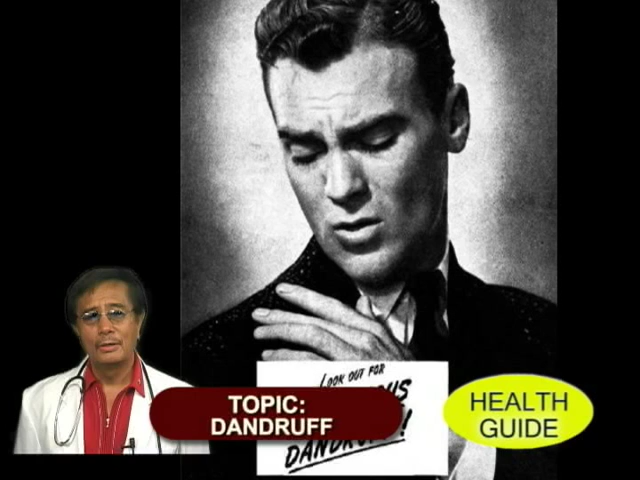 LOOK OUT FOR
TOPIC:
DANDRUFF
HEALTH
GUIDE